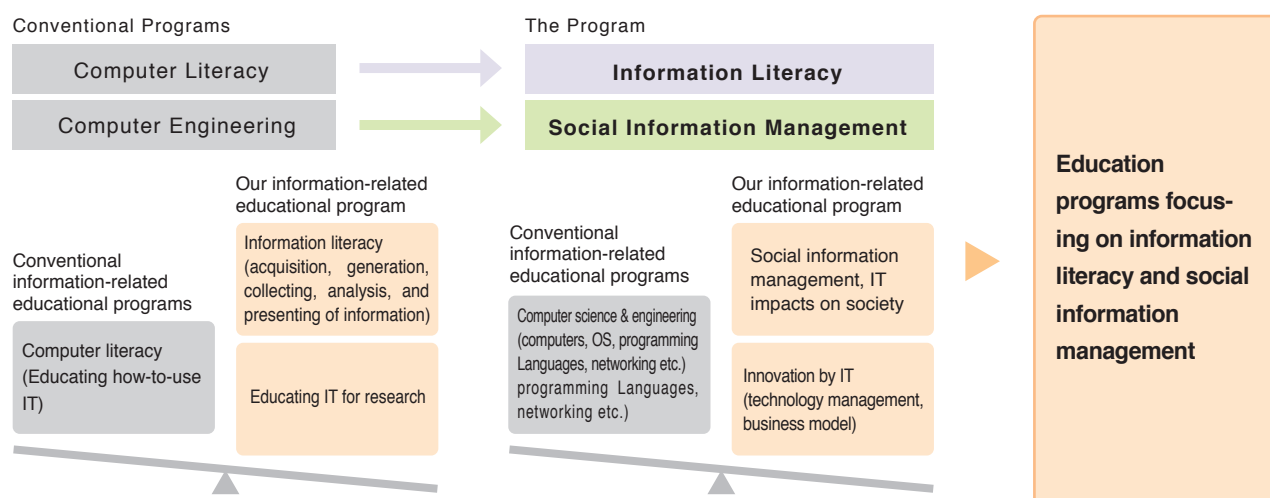 Conventional Programs
Computer Literacy
Computer Engineering
The Program
Information Literacy
Social Information Management
Conventional
information-related
educational programs
Computer literacy
(Educating how-to-use
IT)
Our information-related
educational program
Information literacy
(acquisition, generation,
collecting, analysis, and
presenting of information)
Educating IT for research
Conventional
information-related
educational programs
Computer science & engineering
(computers, OS, programming
Languages, networking etc.)
programming Languages,
networking etc.)
Our information-related
educational program
Social information
management, IT
impacts on society
Innovation by IT
(technology management,
business model)
Education
programs focus-
ing on information
literacy and social
information
management